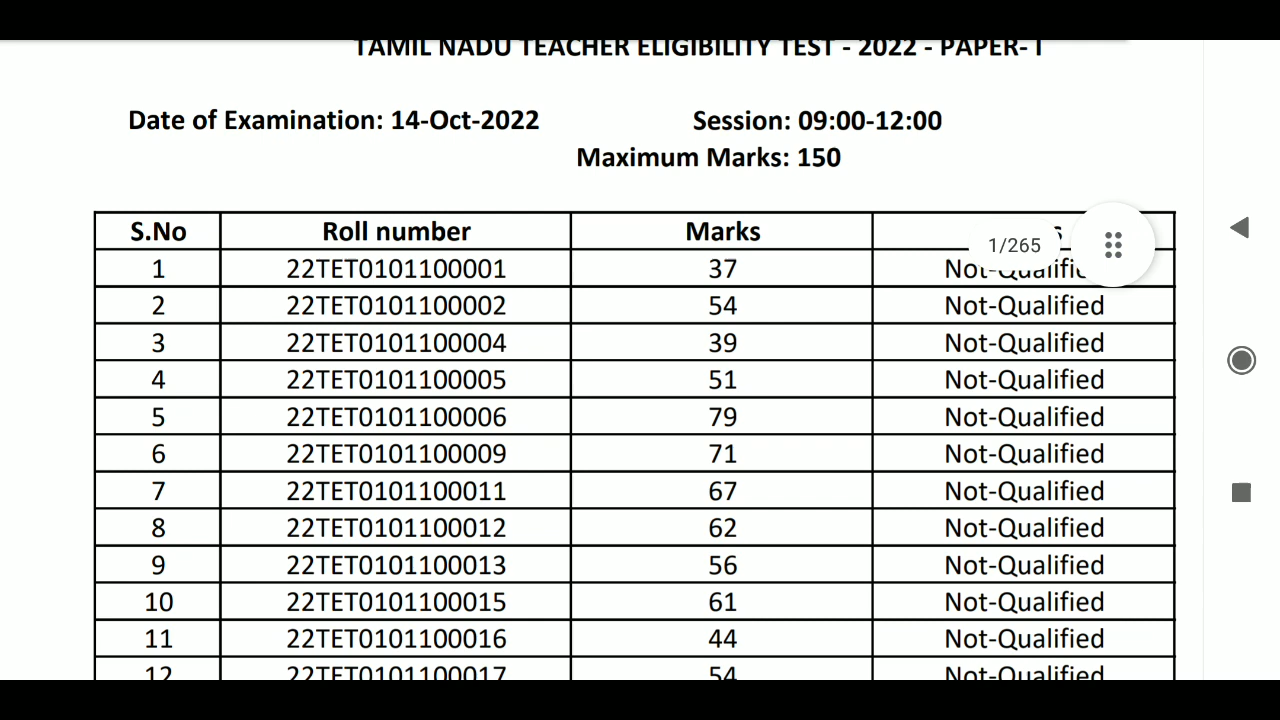 TAMIL NADU TEACHER ELIGIBILITY TEST - 2022 - PAPER- I
Date of Examination: 14-Oct-2022 Session: 09:00-12:00
Maximum Marks: 150
S.No Roll number Marks
1/265
1 22TET0101100001 37 Not-Qualified
2 22TET0101100002 54 Not-Qualified
3 22TET0101100004 39 Not-Qualified
4 22TET0101100005 51 Not-Qualified
5 22TET0101100006 79 Not-Qualified
6 22TET0101100009 71 Not-Qualified
7 22TET0101100011 67 Not-Qualified
8 22TET0101100012 62 Not-Qualified
9 22TET0101100013 56 Not-Qualified
10 22TET0101100015 61 Not-Qualified
11 22TET0101100016 44 Not-Qualified
12 22TET0101100017 54 Not-Qualified